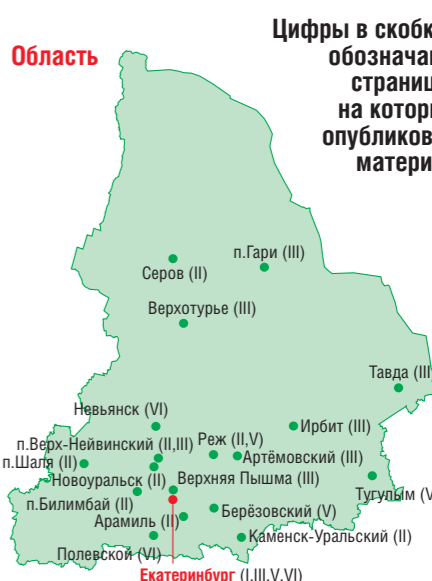 Цифры в скобк
Область
обознача
страниц
на котор
опубликов
матери
п.Гари (III)
Серов (II)
Верхотурье (III)
Тавда (III
Невьянск (VI)
Ирбит (III)
п.Верх-Нейвинский (II,III)
Реж (II,V)
Артёмовский (III)
п.Шаля (II)
Новоуральск (II)
Верхняя Пышма (III)
Тугулым (V
п.Билимбай (II)
Берёзовский (V)
Арамиль (II)
Каменск-Уральский (II)
Полевской (VI)
Екатеринбург (I,III,V,VI)